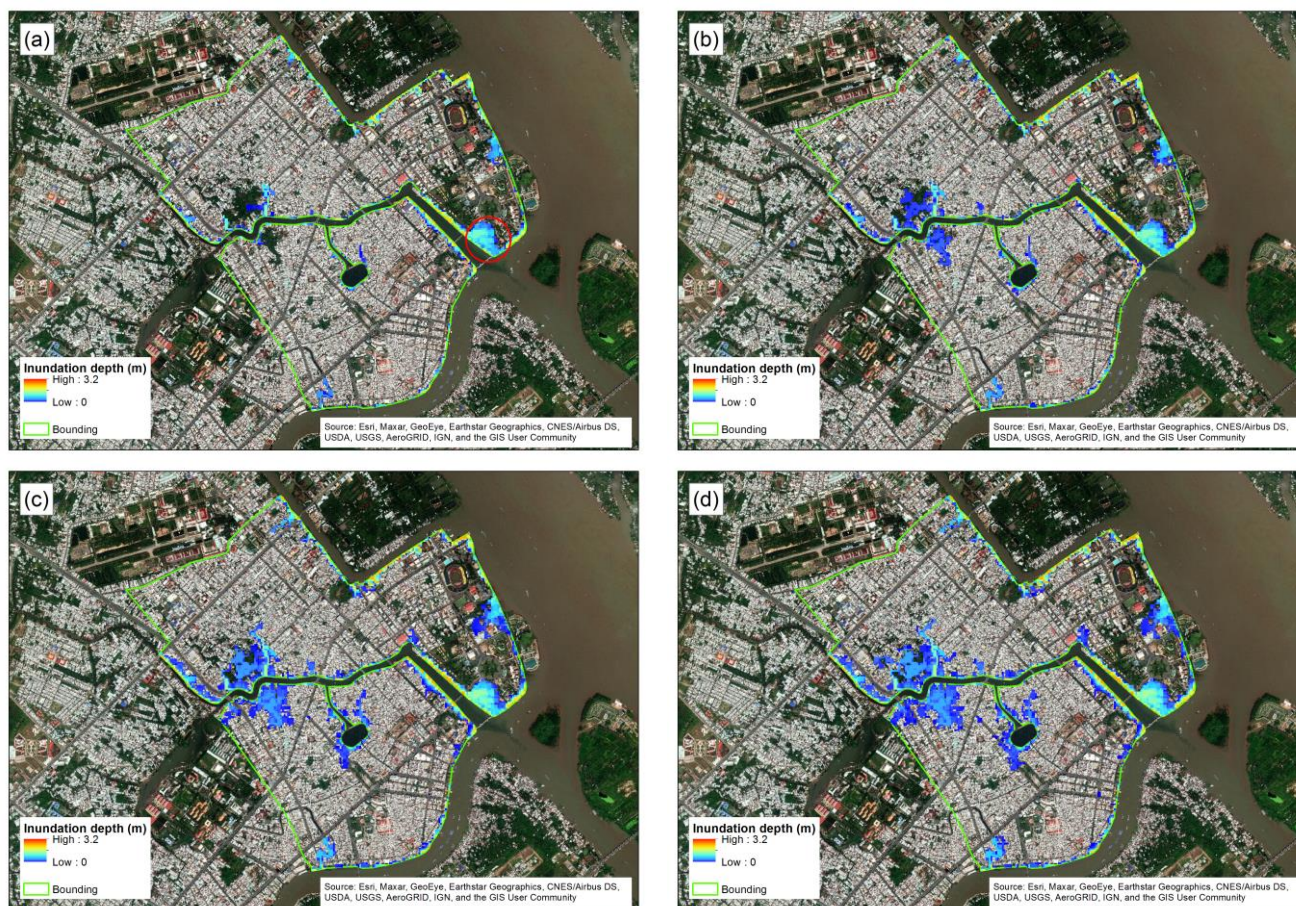 (a)
Inundation depth (m)
High : 3.2
Low : 0
Bounding
Source: Esri, Maxar, GeoEye, Earthstar Geographics, CNES/Airbus DS,
USDA, USGS, AeroGRID, IGN, and the GIS User Community
(b)
Inundation depth (m)
High : 3.2
Low : 0
Bounding
Source: Esri, Maxar, GeoEye, Earthstar Geographics, CNES/Airbus DS,
USDA, USGS, AeroGRID, IGN, and the GIS User Community
(c)
Inundation depth (m)
High : 3.2
Low : 0
Bounding
Source: Esri, Maxar, GeoEye, Earthstar Geographics, CNES/Airbus DS,
USDA, USGS, AeroGRID, IGN, and the GIS User Community
(d)
Inundation depth (m)
High : 3.2
Low : 0
Bounding
Source: Esri, Maxar, GeoEye, Earthstar Geographics, CNES/Airbus DS,
USDA, USGS, AeroGRID, IGN, and the GIS User Community